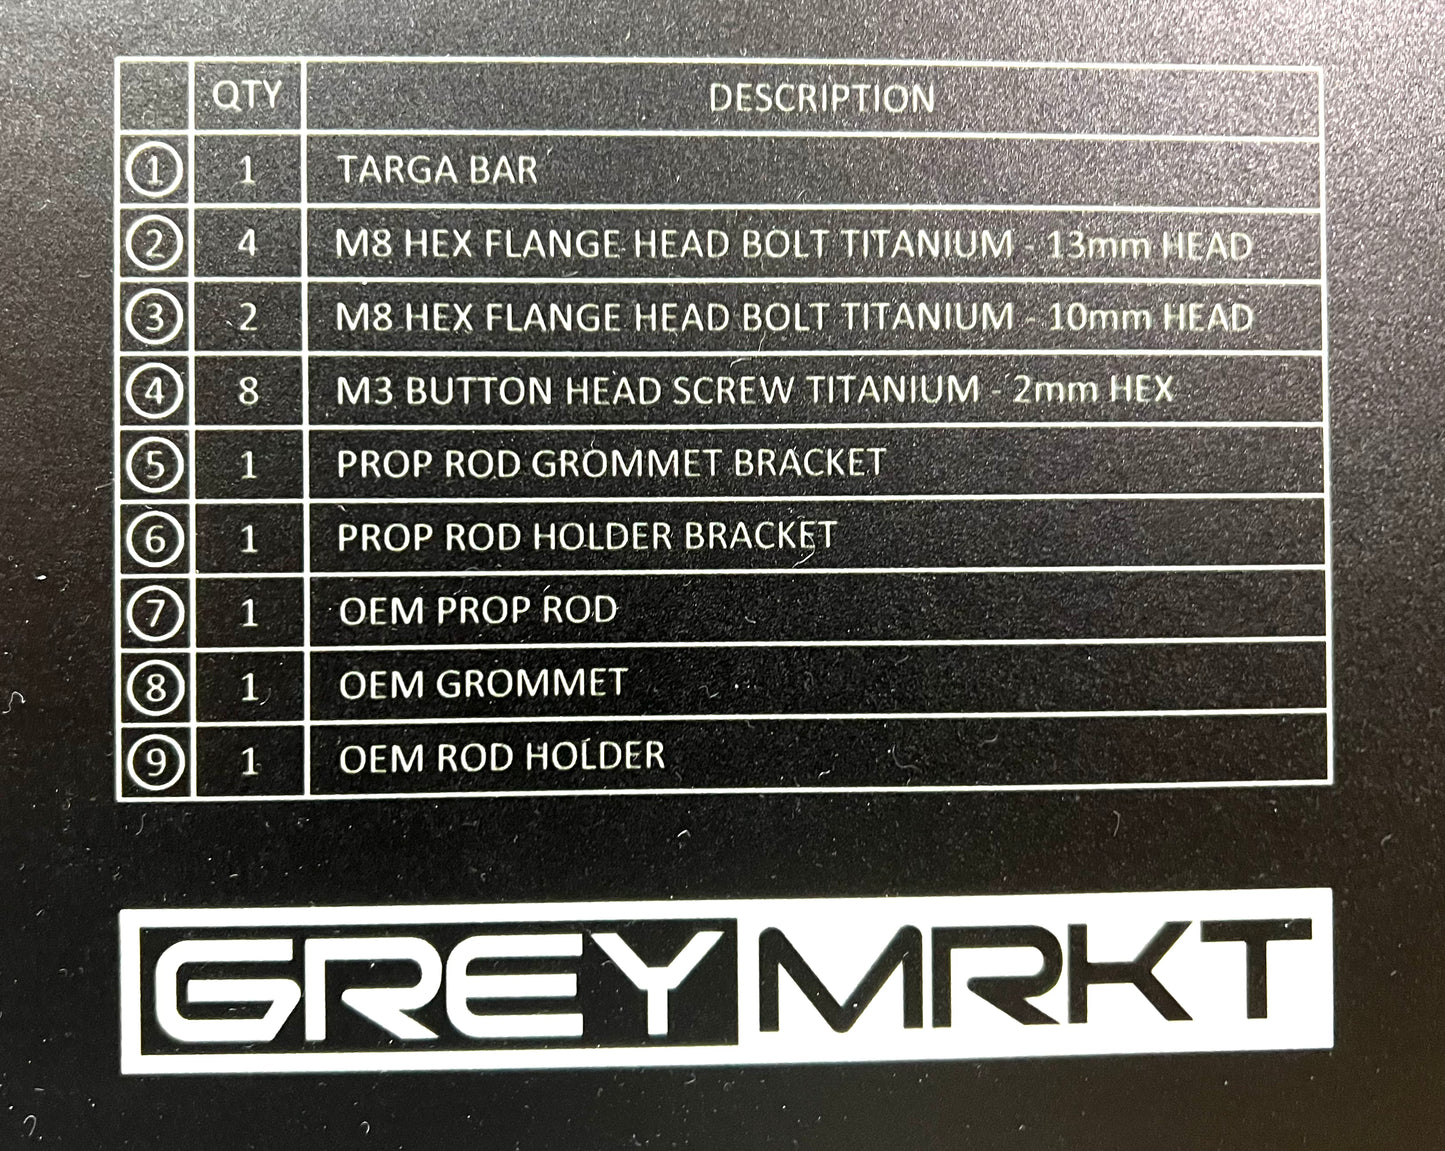 QTY DESCRIPTION
1 1 TARGA BAR
2 4 M8 HEX FLANGE HEAD BOLT TITANIUM - 13mm HEAD
3 2 M8 HEX FLANGE HEAD BOLT TITANIUM - 10mm HEAD
4 8 M3 BUTTON HEAD SCREW TITANIUM - 2mm HEX
5 1 PROP ROD GROMMET BRACKET
6 1 PROP ROD HOLDER BRACKET
7 1 OEM PROP ROD
8 1 OEM GROMMET
9 1 OEM ROD HOLDER
GREYMRKT